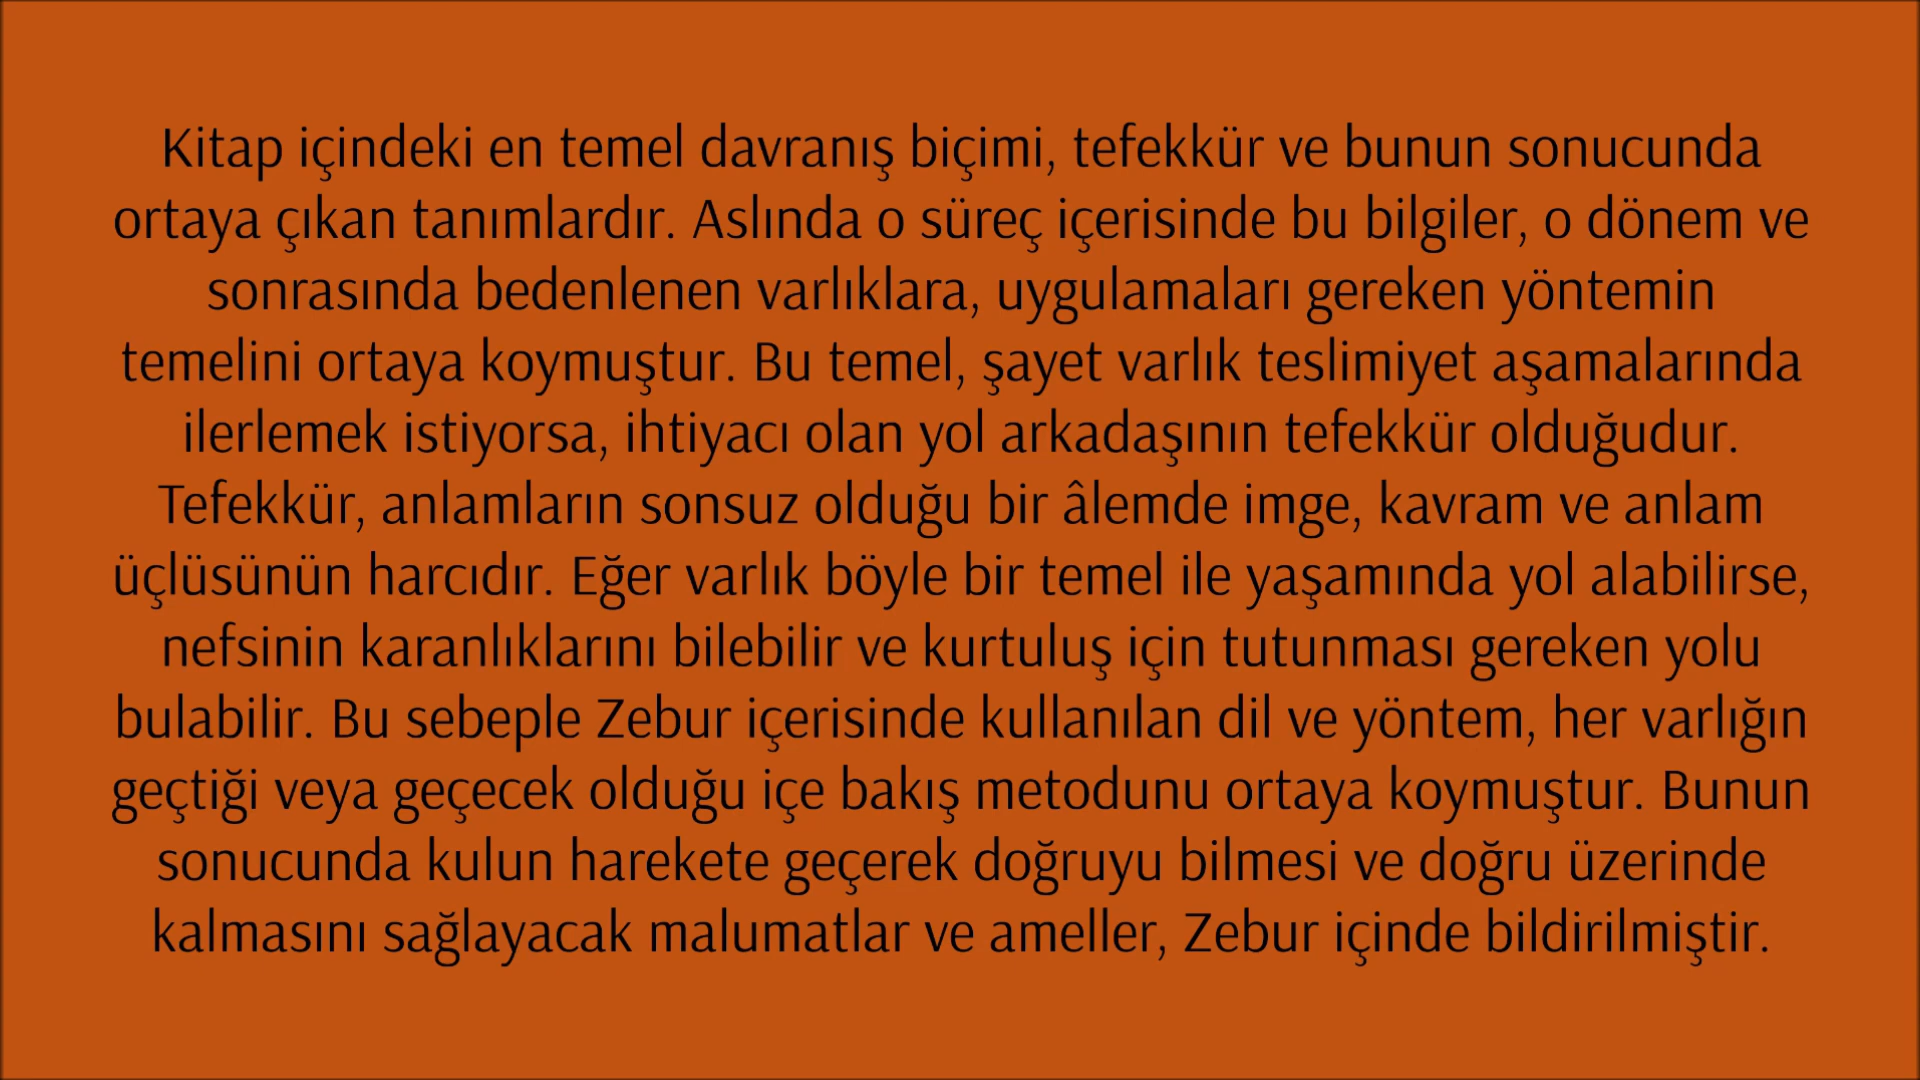 Kitap içindeki en temel davranış biçimi, tefekkür ve bunun sonucunda
ortaya çıkan tanımlardır. Aslında o süreç içerisinde bu bilgiler, o dönem ve
sonrasında bedenlenen varlıklara, uygulamaları gereken yöntemin
temelini ortaya koymuştur. Bu temel, şayet varlık teslimiyet aşamalarında
ilerlemek istiyorsa, ihtiyacı olan yol arkadaşının tefekkür olduğudur.
Tefekkür, anlamların sonsuz olduğu bir âlemde imge, kavram ve anlam
üçlüsünün harcıdır. Eğer varlık böyle bir temel ile yaşamında yol alabilirse,
nefsinin karanlıklarını bilebilir ve kurtuluş için tutunması gereken yolu
bulabilir. Bu sebeple Zebur içerisinde kullanılan dil ve yöntem, her varlığın
geçtiği veya geçecek olduğu içe bakış metodunu ortaya koymuştur. Bunun
sonucunda kulun harekete geçerek doğruyu bilmesi ve doğru üzerinde
kalmasını sağlayacak malumatlar ve ameller, Zebur içinde bildirilmiştir.